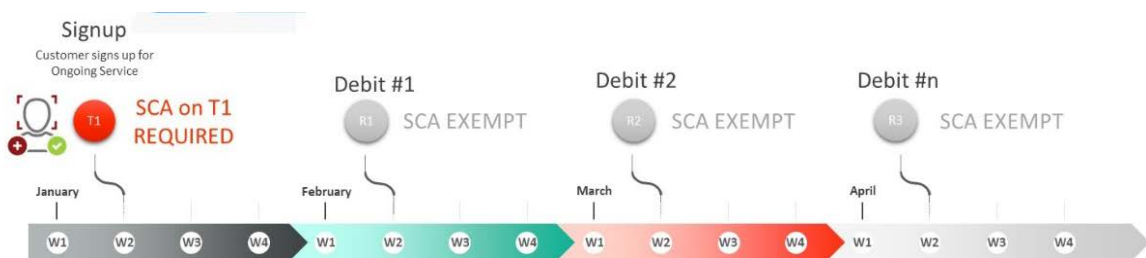 Signup
Customer signs up for
Ongoing Service
T1
SCA on T1
REQUIRED
Debit #1
R1
SCA EXEMPT
Debit #2
R2
SCA EXEMPT
Debit #n
R3
SCA EXEMPT
January
February
March
April
W1 W2 W3 W4 W1 W2 W3 W4 W1 W2 W3 W4 W1 W2 W3 W4